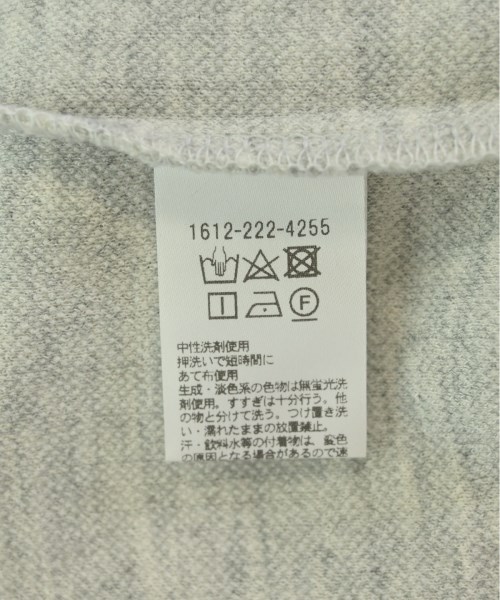 1612-222-4255
F
中性洗剤使用
押洗いで短時間に
あて布使用
生成・淡色系の色物は無蛍光洗
剤使用。すすぎは十分行う。他
の物と分けて洗う。つけ置き洗
い・濡れたままの放置禁止。
汗・飲料水等の付着物は、変色
の原因となる場合があるので速